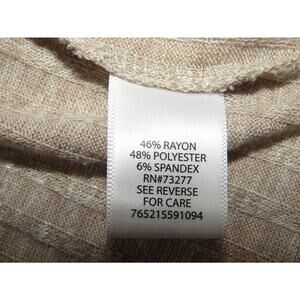 46% RAYON
48% POLYESTER
6% SPANDEX
RN#73277
SEE REVERSE
FOR CARE
765215591094